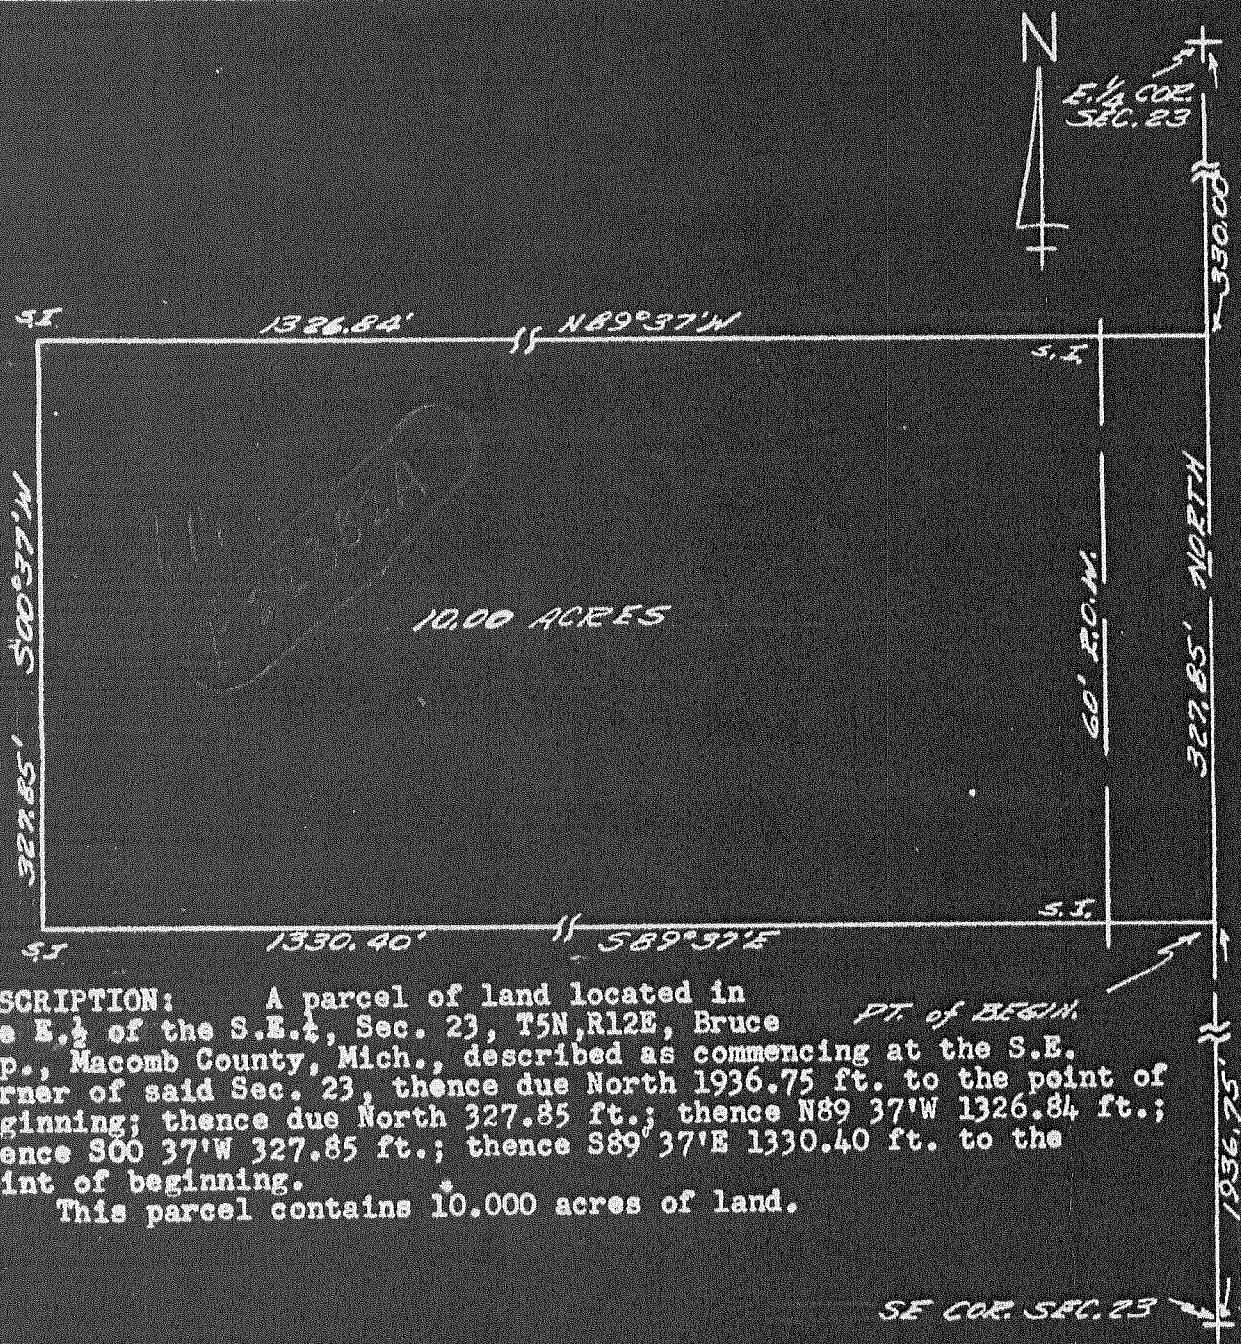 N
E. 1/4 COR.
SEC. 23
330.00
S.I.
1326.84'
N89°37'W
S.I.
S00°37'W
327.85'
10.00 ACRES
60' R.O.W.
NORTH
327.85'
S.I.
S.I
1330.40'
S89°37'E
PT. of BEGIN.
SCRIPTION: A parcel of land located in
e E.½ of the S.E.¼, Sec. 23, T5N,R12E, Bruce
p., Macomb County, Mich., described as commencing at the S.E.
rner of said Sec. 23, thence due North 1936.75 ft. to the point of
ginning; thence due North 327.85 ft.; thence N89 37'W 1326.84 ft.;
ence S00 37'W 327.85 ft.; thence S89°37'E 1330.40 ft. to the
int of beginning.
This parcel contains 10.000 acres of land.
1936.75'
SE COR. SEC. 23